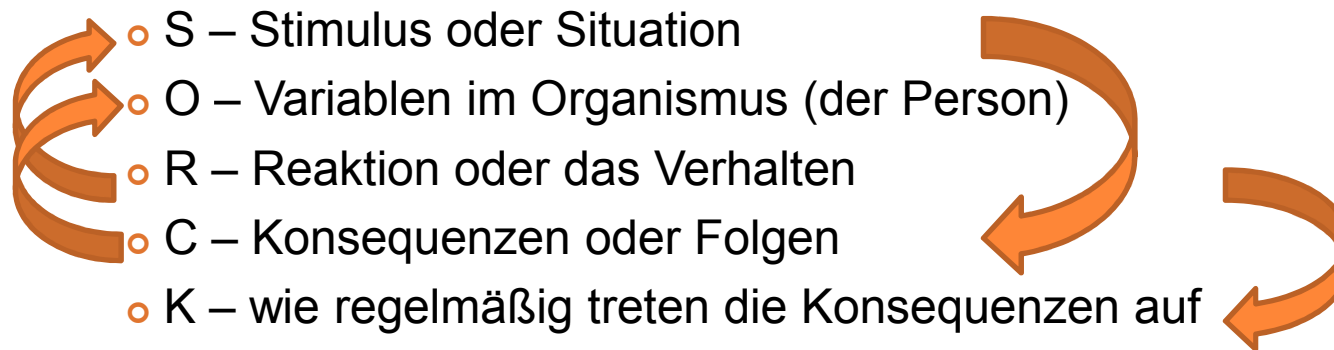 S – Stimulus oder Situation
O – Variablen im Organismus (der Person)
R – Reaktion oder das Verhalten
C – Konsequenzen oder Folgen
K – wie regelmäßig treten die Konsequenzen auf